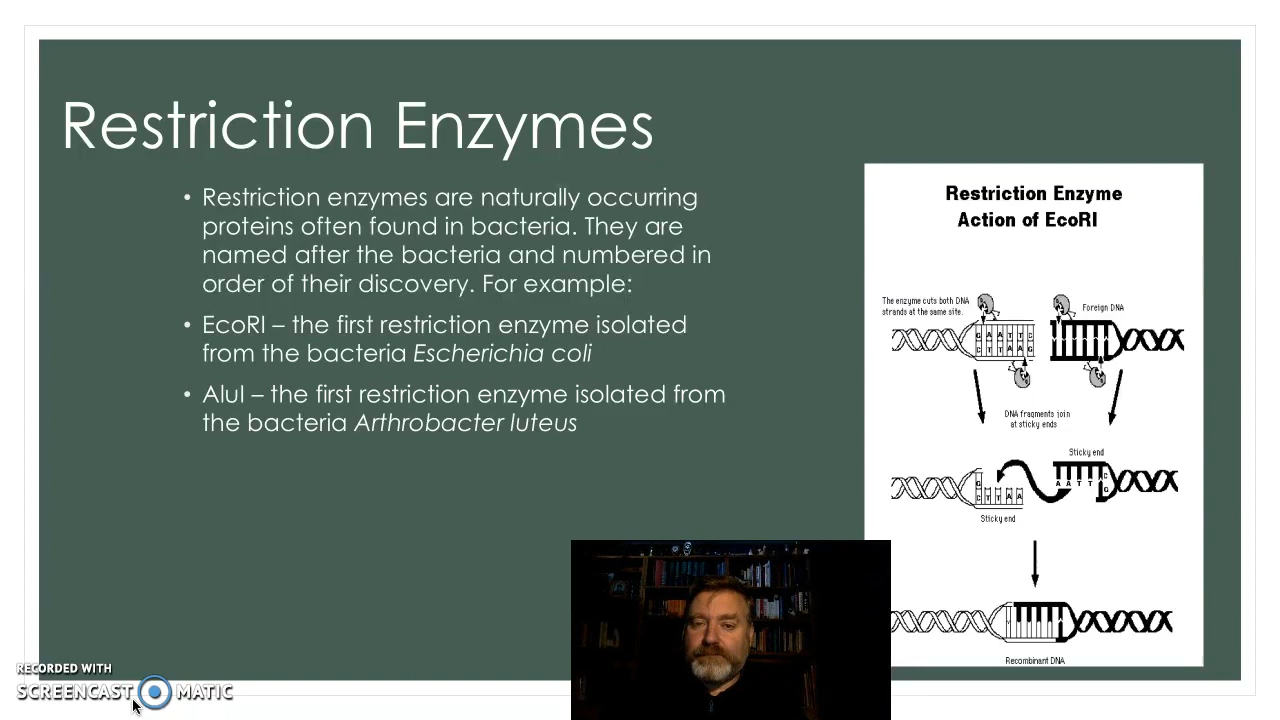 Restriction Enzymes
• Restriction enzymes are naturally occurring
proteins often found in bacteria. They are
named after the bacteria and numbered in
order of their discovery. For example:
• EcoRI – the first restriction enzyme isolated
from the bacteria Escherichia coli
• AluI – the first restriction enzyme isolated from
the bacteria Arthrobacter luteus
Restriction Enzyme
Action of EcoRI
The enzyme cuts both DNA
strands at the same site.
Foreign DNA
G A A T T C
C T T A A G
DNA fragments join
at sticky ends
Sticky end
G
C T T A A
A A T T C
G
Sticky end
Recombinant DNA
RECORDED WITH
SCREENCAST MATIC